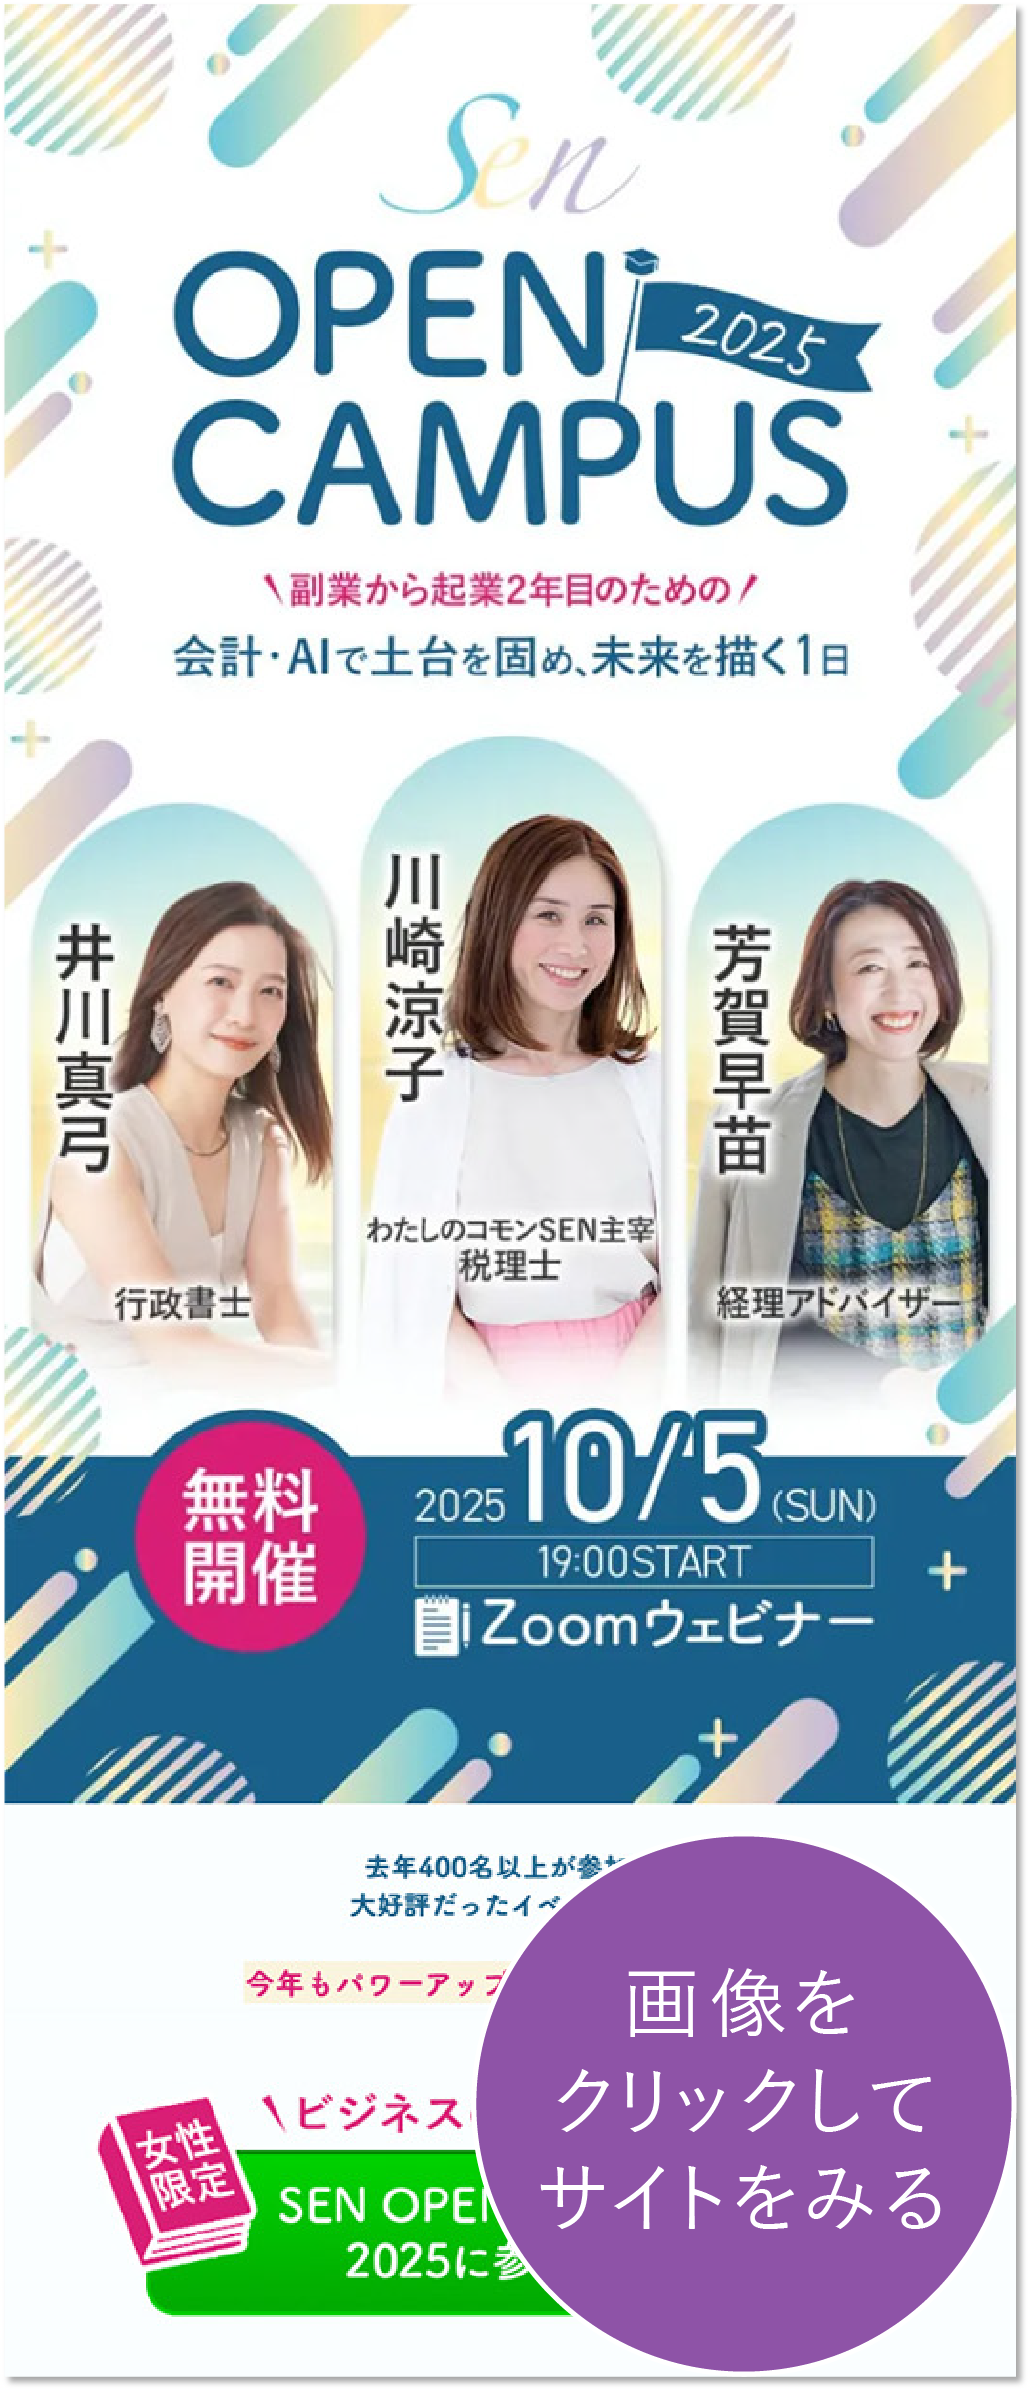 Sen
OPEN
2025
CAMPUS
\副業から起業2年目のための/
会計・AIで土台を固め、未来を描く1日
井川真弓
行政書士
川崎涼子
わたしのコモンSEN主宰
税理士
芳賀早苗
経理アドバイザー
無料
開催
2025 10/5 (SUN)
19:00START
Zoomウェビナー
去年400名以上が参
大好評だったイベ
今年もパワーアップ
\ビジネス
女性
限定
SEN OPEN
2025に参
画像を
クリックして
サイトをみる